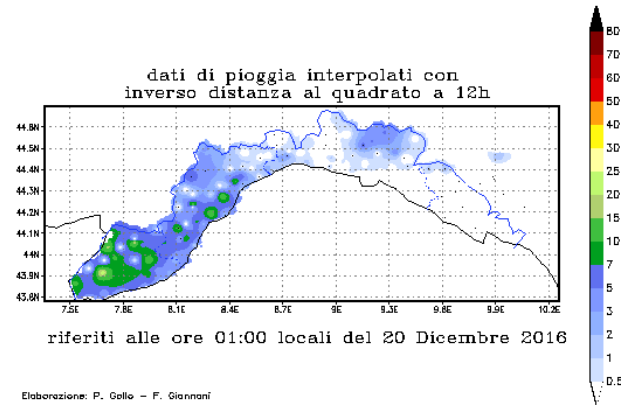 dati di pioggia interpolati con
inverso distanza al quadrato a 12h
80
70
60
50
40
30
25
20
15
10
7
5
3
2
1
0.5
44.6N
44.5N
44.4N
44.3N
44.2N
44.1N
44N
43.9N
43.8N
7.5E 7.8E 8.1E 8.4E 8.7E 9E 9.3E 9.6E 9.9E 10.2E
riferiti alle ore 01:00 locali del 20 Dicembre 2016
Elaborazione: P. Gollo – F. Giannani